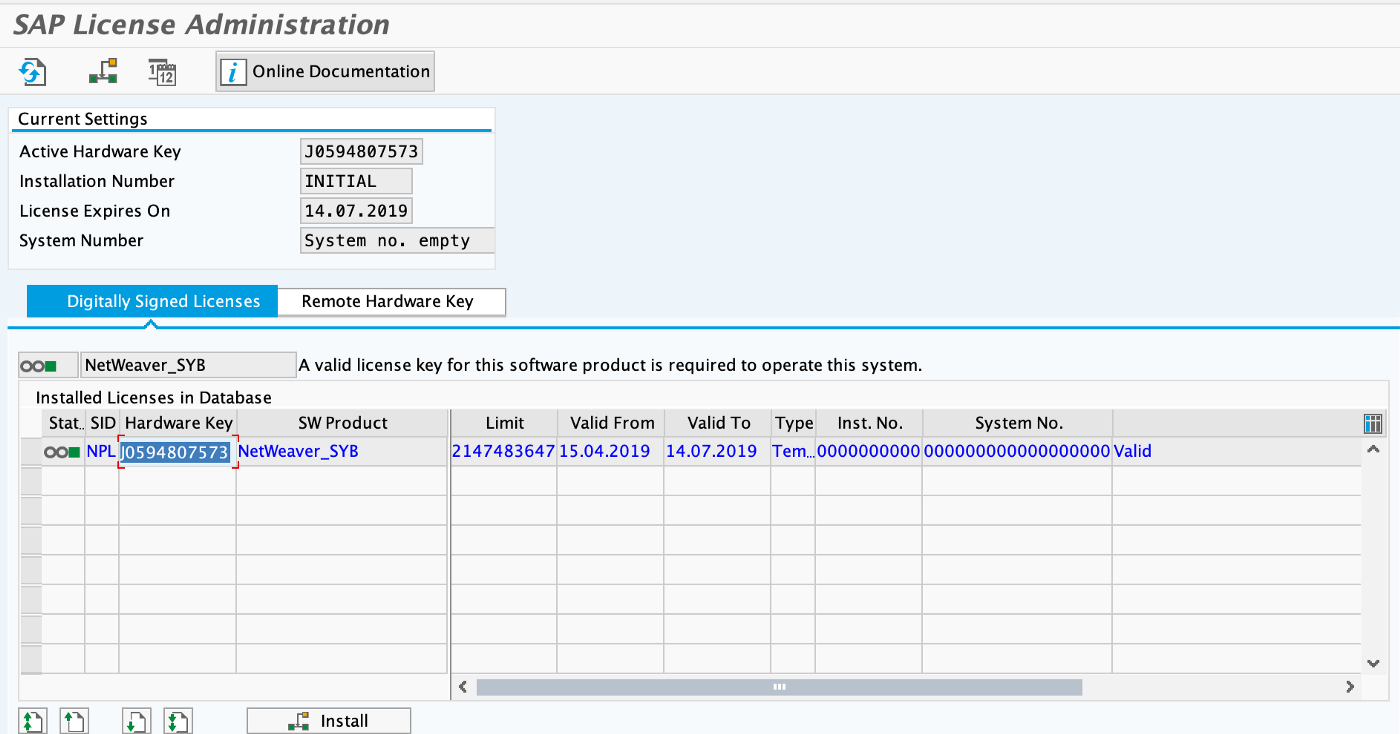 SAP License Administration
Online Documentation
Current Settings
Active Hardware Key J0594807573
Installation Number INITIAL
License Expires On 14.07.2019
System Number System no. empty
Digitally Signed Licenses Remote Hardware Key
NetWeaver_SYB A valid license key for this software product is required to operate this system.
Installed Licenses in Database
Stat.. SID Hardware Key SW Product Limit Valid From Valid To Type Inst. No. System No.
NPL J0594807573 NetWeaver_SYB 2147483647 15.04.2019 14.07.2019 Tem... 0000000000 000000000000000000 Valid
Install